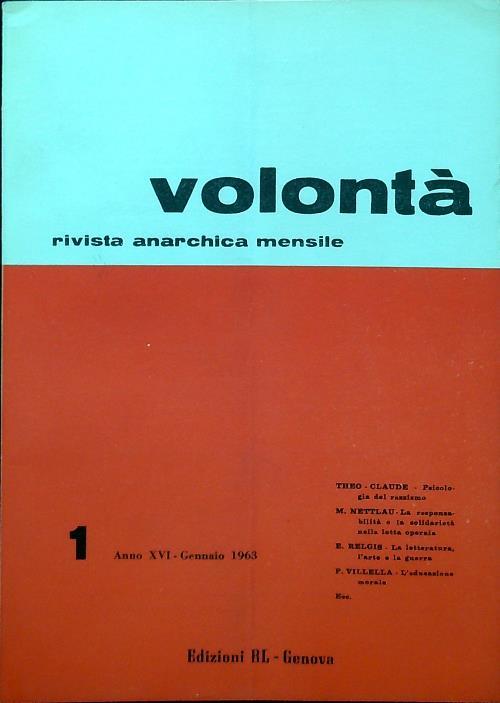 volontà
rivista anarchica mensile
THEO - CLAUDE - Psicolo-
gia del razzismo
M. NETTLAU - La responsa-
bilità e la solidarietà
nella lotta operaia
E. RELGIS - La letteratura,
l'arte e la guerra
P. VILLELLA - L'educazione
morale
Ecc.
1 Anno XVI - Gennaio 1963
Edizioni RL - Genova